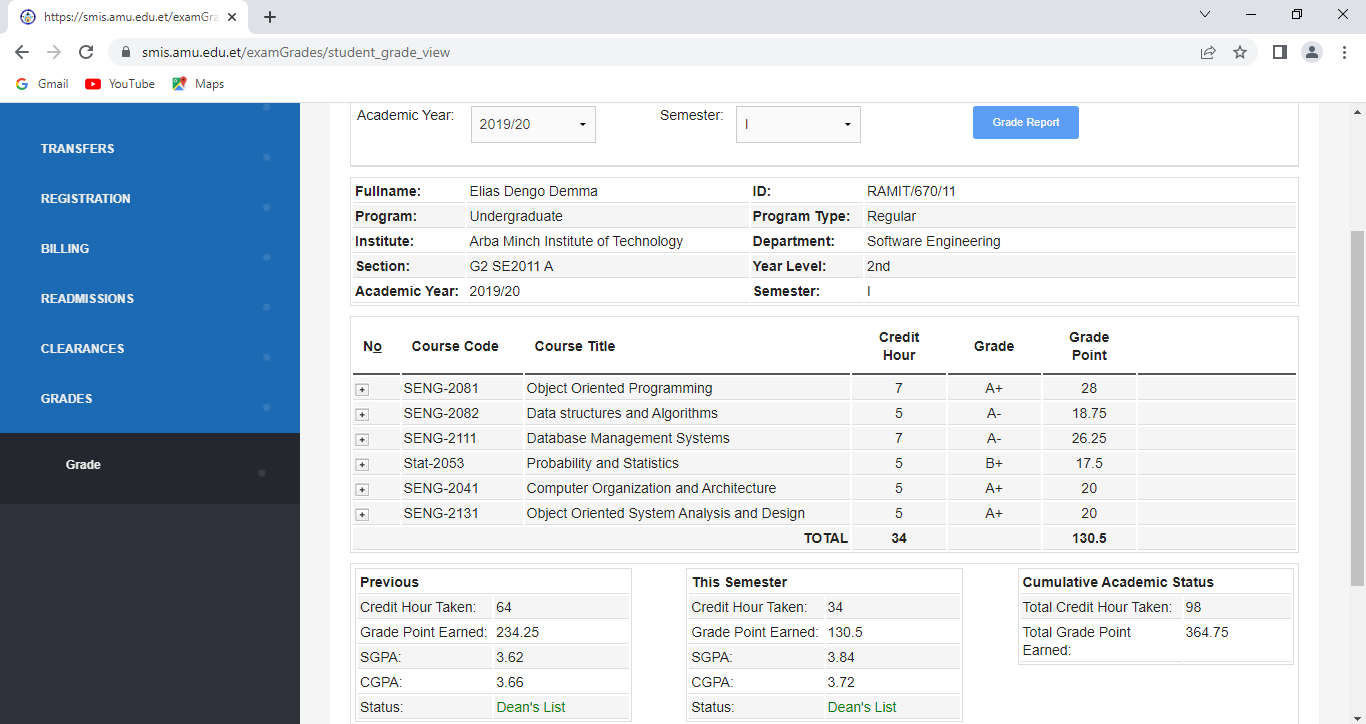 https://smis.amu.edu.et/examGra
smis.amu.edu.et/examGrades/student_grade_view
Gmail YouTube Maps
TRANSFERS
REGISTRATION
BILLING
READMISSIONS
CLEARANCES
GRADES
Grade
Academic Year: 2019/20 Semester: I Grade Report
Fullname: Elias Dengo Demma ID: RAMIT/670/11
Program: Undergraduate Program Type: Regular
Institute: Arba Minch Institute of Technology Department: Software Engineering
Section: G2 SE2011 A Year Level: 2nd
Academic Year: 2019/20 Semester: I
No Course Code Course Title Credit Hour Grade Grade Point
SENG-2081 Object Oriented Programming 7 A+ 28
SENG-2082 Data structures and Algorithms 5 A- 18.75
SENG-2111 Database Management Systems 7 A- 26.25
Stat-2053 Probability and Statistics 5 B+ 17.5
SENG-2041 Computer Organization and Architecture 5 A+ 20
SENG-2131 Object Oriented System Analysis and Design 5 A+ 20
TOTAL 34 130.5
Previous
Credit Hour Taken: 64
Grade Point Earned: 234.25
SGPA: 3.62
CGPA: 3.66
Status: Dean's List
This Semester
Credit Hour Taken: 34
Grade Point Earned: 130.5
SGPA: 3.84
CGPA: 3.72
Status: Dean's List
Cumulative Academic Status
Total Credit Hour Taken: 98
Total Grade Point Earned: 364.75